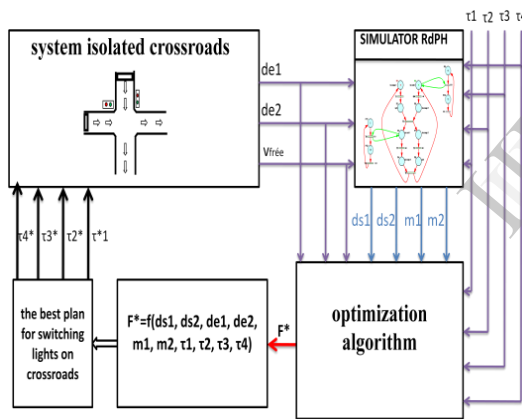 system isolated crossroads
de1
de2
Vfrée
SIMULATOR RdPH
τ1 τ2 τ3 τ4
ds1 ds2 m1 m2
τ4* τ3* τ2* τ*1
the best plan
for switching
lights on
crossroads
F*=f(ds1, ds2, de1, de2,
m1, m2, τ1, τ2, τ3, τ4)
F*
optimization
algorithm